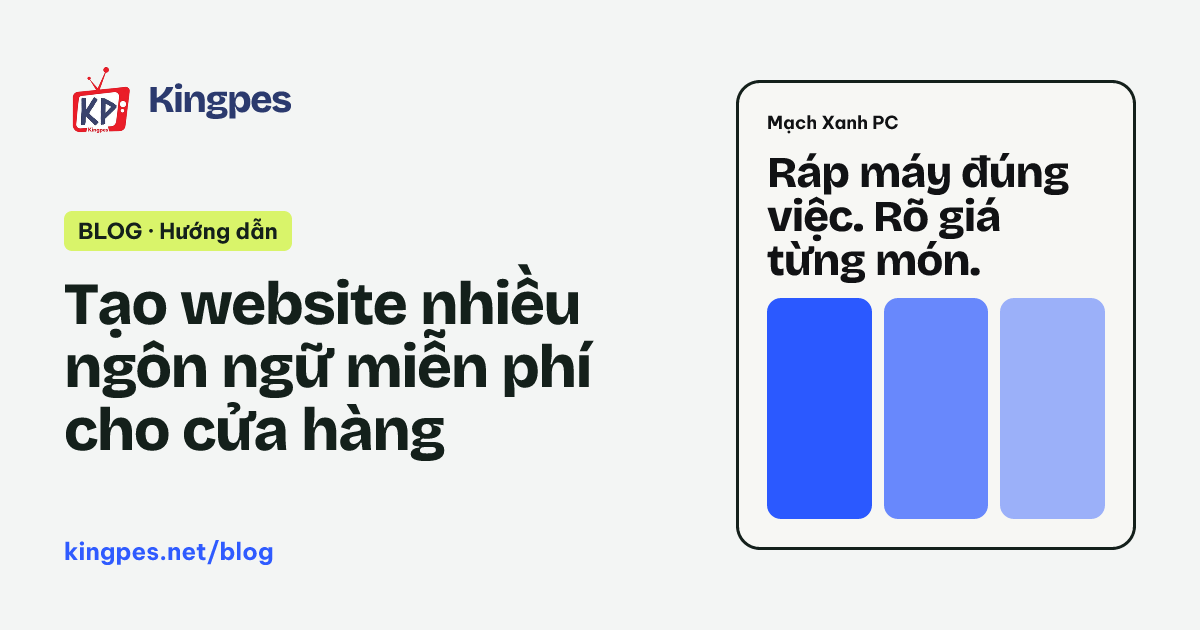 KP
Kingpes
Kingpes
BLOG · Hướng dẫn
Tạo website nhiều
ngôn ngữ miễn phí
cho cửa hàng
kingpes.net/blog
Mạch Xanh PC
Ráp máy đúng
việc. Rõ giá
từng món.